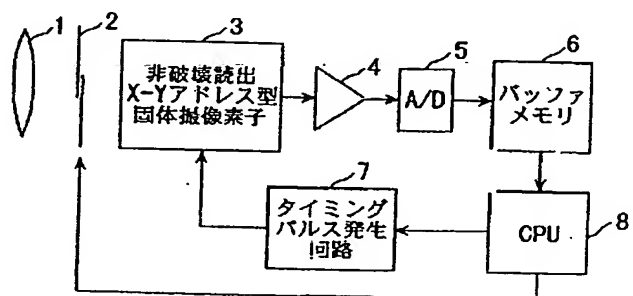 1
2
3
4
5
6
7
8
非破壊読出
X-Yアドレス型
固体撮像素子
A/D
バッファ
メモリ
タイミング
パルス発生
回路
CPU